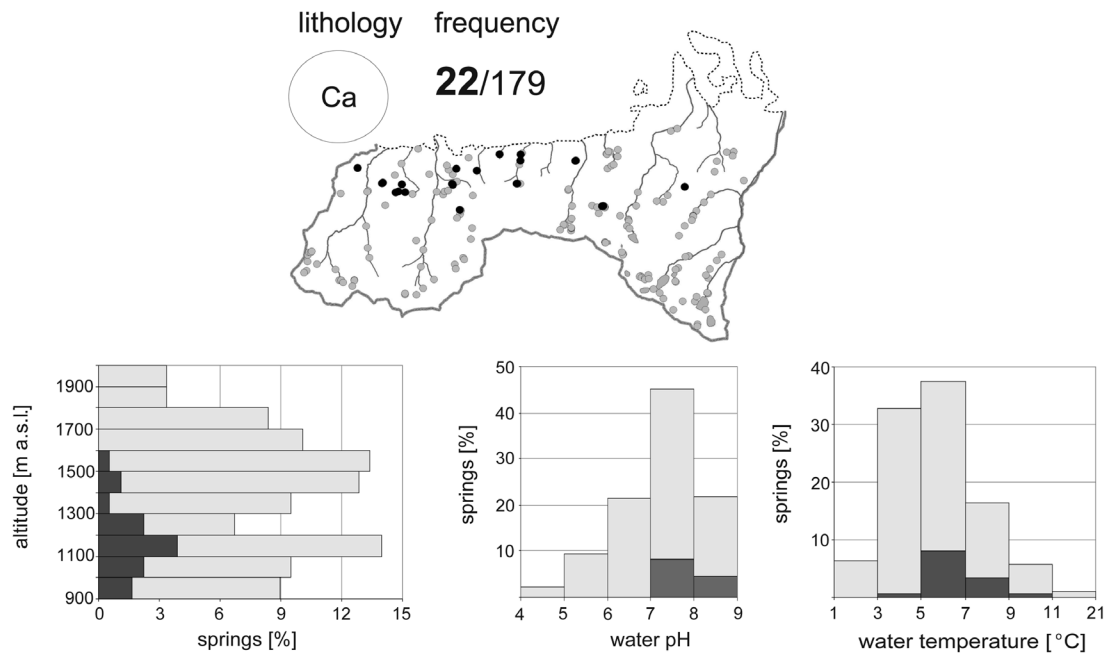 lithology frequency
Ca 22/179
altitude [m a.s.l.]
1900
1700
1500
1300
1100
900
0 3 6 9 12 15
springs [%]
springs [%]
50
40
30
20
10
4 5 6 7 8 9
water pH
springs [%]
40
30
20
10
1 3 5 7 9 11 21
water temperature [°C]